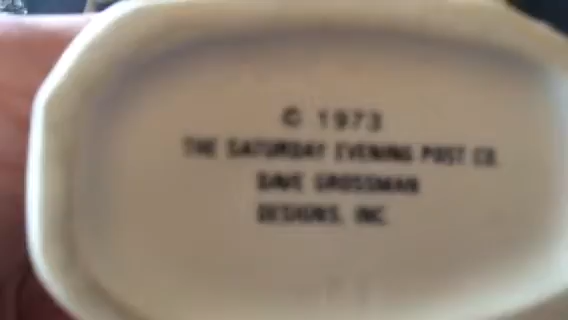 © 1973
THE SATURDAY EVENING POST CO.
DAVE GROSSMAN
DESIGNS, INC.